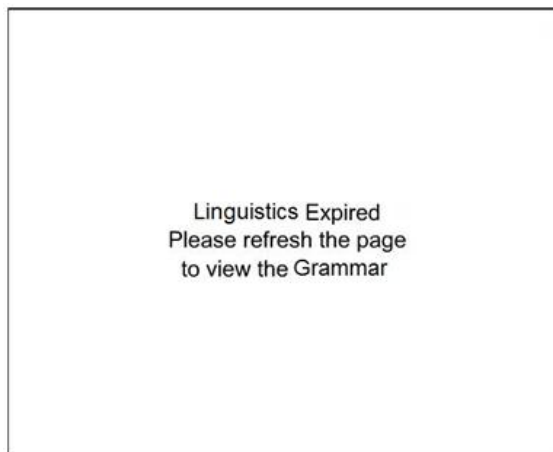 Linguistics Expired
Please refresh the page
to view the Grammar